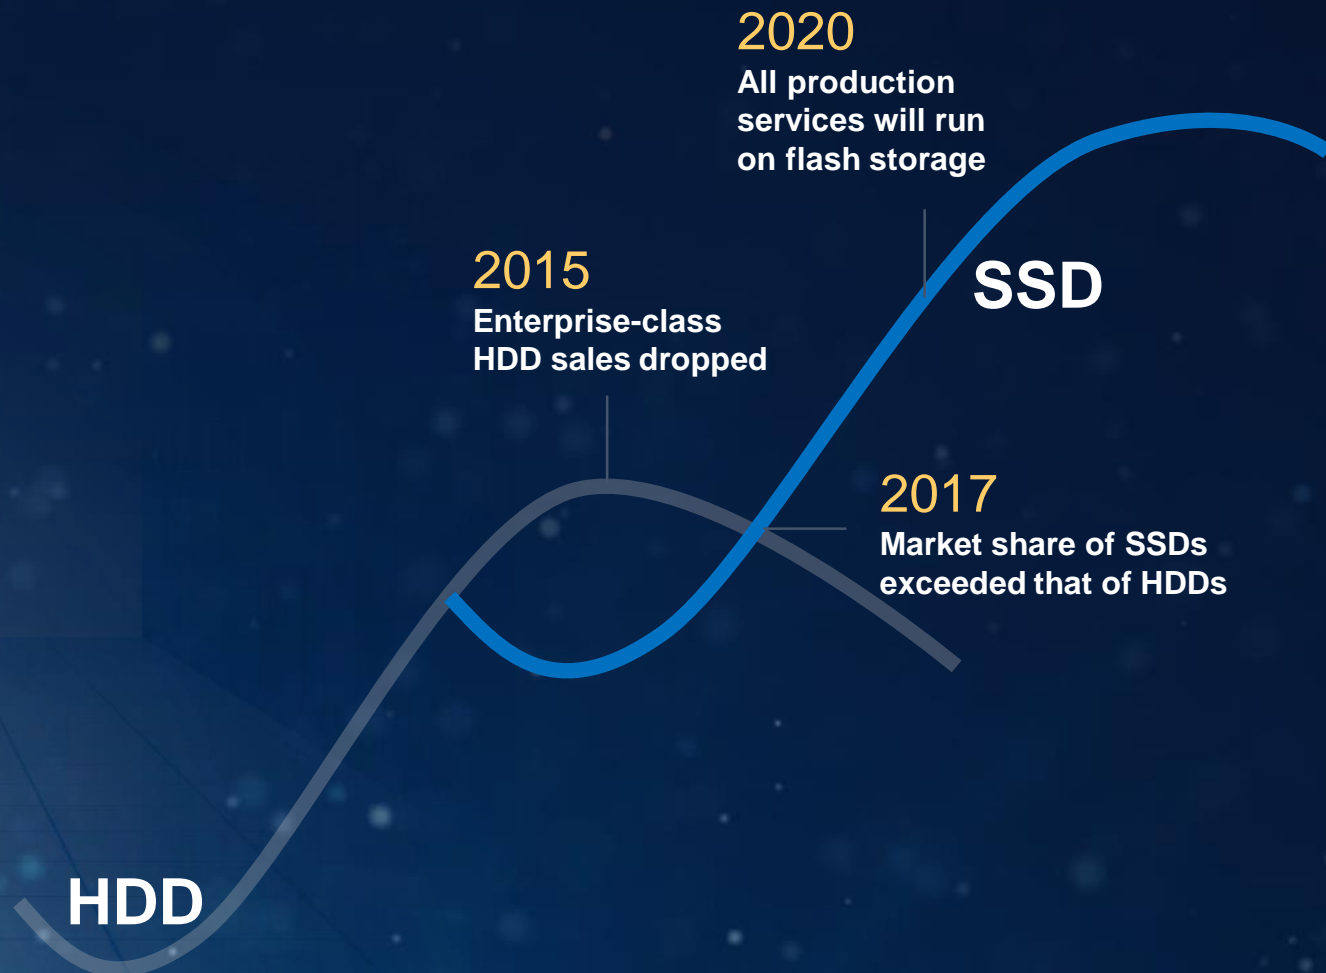 2020
All production
services will run
on flash storage
2015
Enterprise-class
HDD sales dropped
SSD
2017
Market share of SSDs
exceeded that of HDDs
HDD